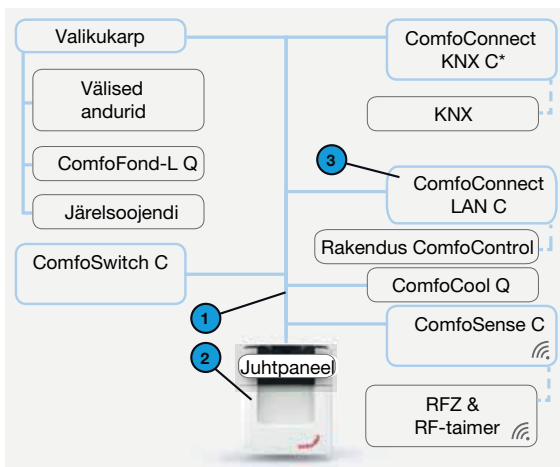 Valikukarp
Välised
andurid
ComfoFond-L Q
Järelsoojendi
ComfoSwitch C
ComfoConnect
KNX C*
KNX
3
ComfoConnect
LAN C
Rakendus ComfoControl
ComfoCool Q
1
ComfoSense C
2
Juhtpaneel
RFZ &
RF-taimer